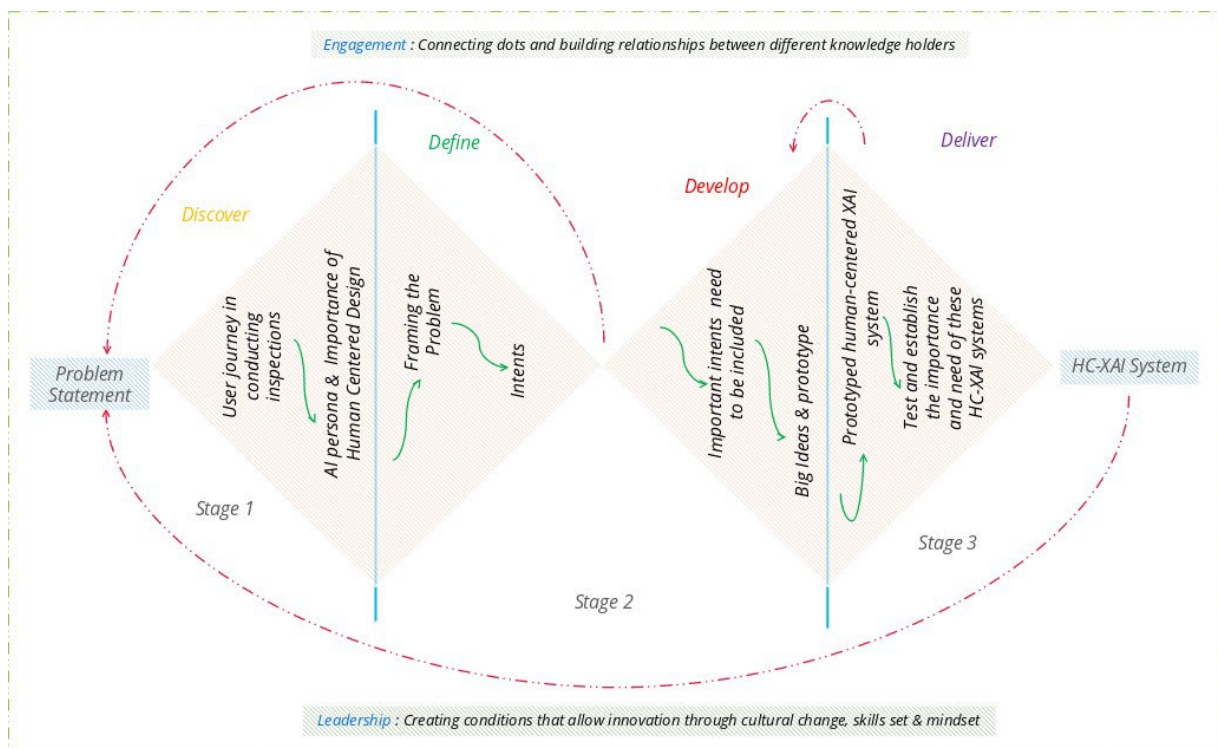 Engagement : Connecting dots and building relationships between different knowledge holders
Define
Deliver
Develop
Discover
Problem
Statement
User journey in
conducting
inspections
AI persona & Importance of
Human Centered Design
Framing the
Problem
Intents
Important intents need
to be included
Big Ideas & prototype
Prototyped human-centered XAI
system
Test and establish
the importance
and need of these
HC-XAI systems
HC-XAI System
Stage 1
Stage 3
Stage 2
Leadership : Creating conditions that allow innovation through cultural change, skills set & mindset